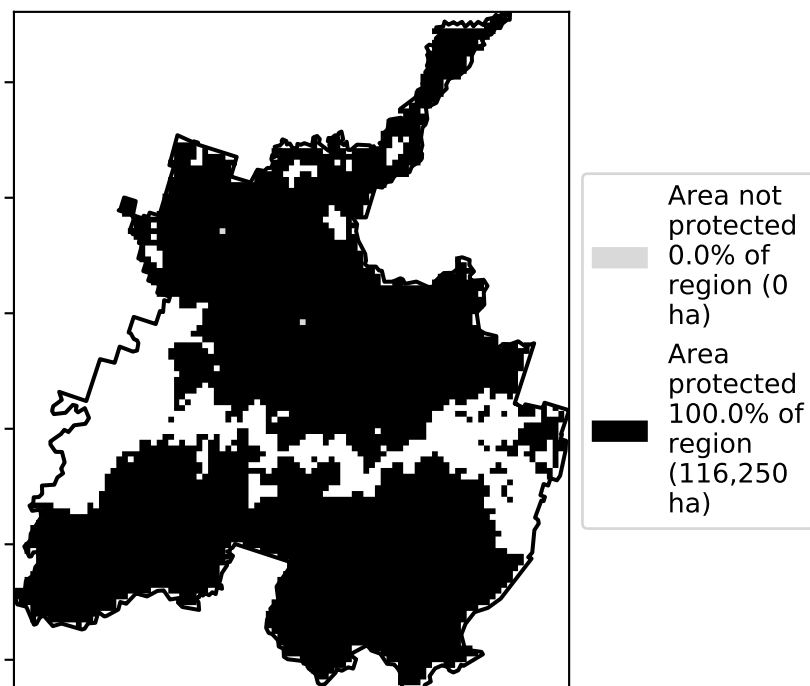 Area not
protected
0.0% of
region (0
ha)
Area
protected
100.0% of
region
(116,250
ha)